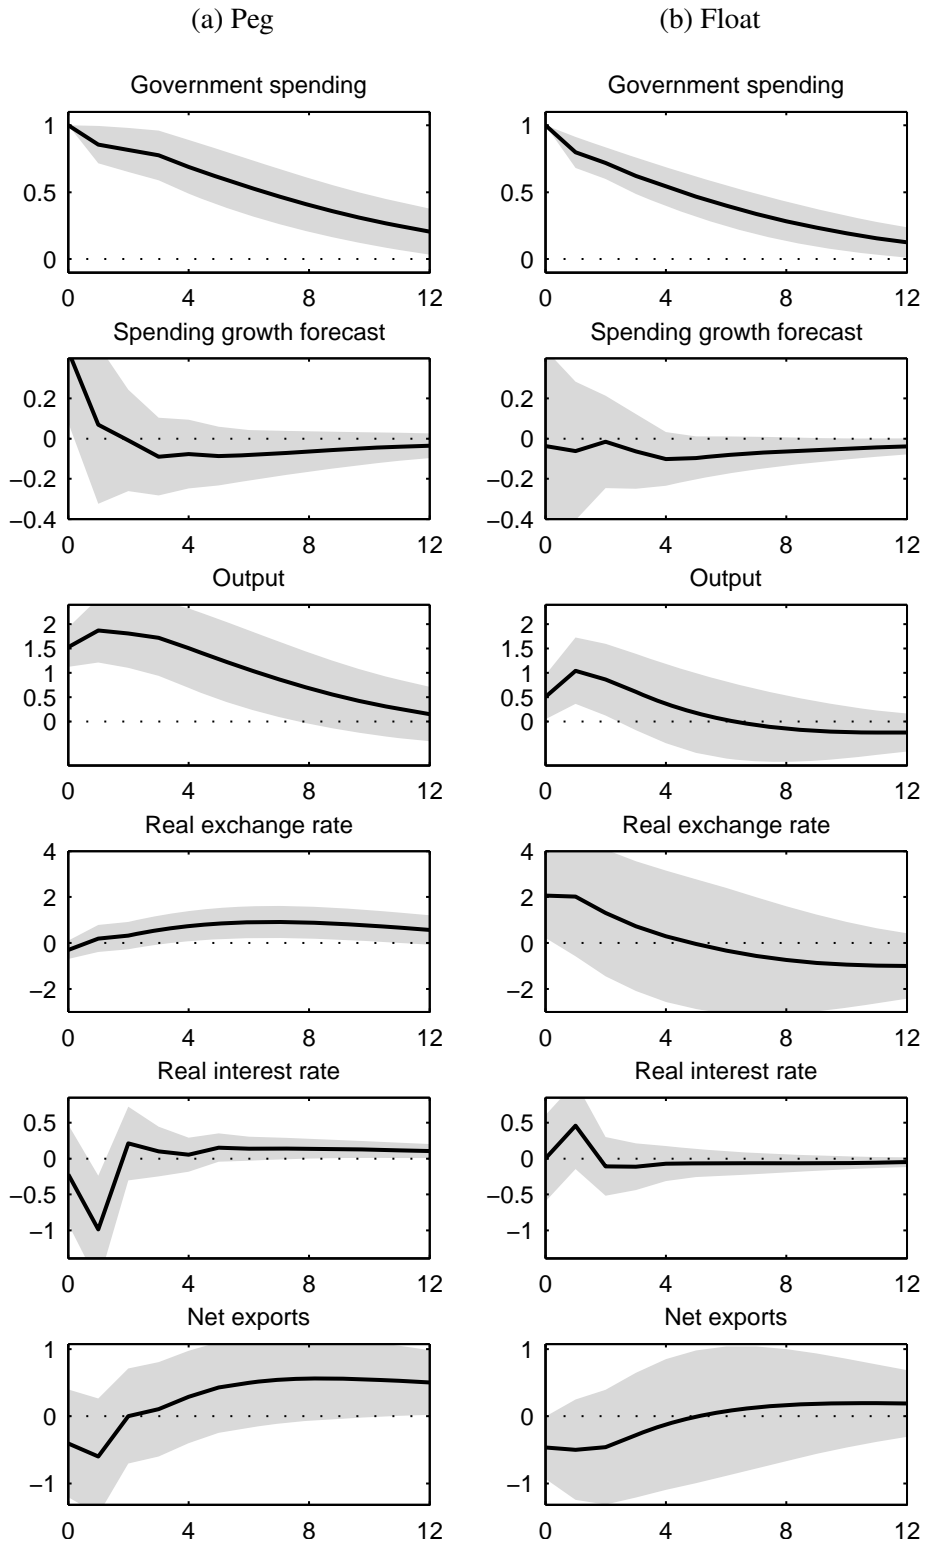 (a) Peg (b) Float
Government spending Government spending
1 1
0.5 0.5
0 0
0 4 8 12 0 4 8 12
Spending growth forecast Spending growth forecast
0.2 0.2
0 0
−0.2 −0.2
−0.4 −0.4
0 4 8 12 0 4 8 12
Output Output
2 2
1.5 1.5
1 1
0.5 0.5
0 0
0 4 8 12 0 4 8 12
Real exchange rate Real exchange rate
4 4
2 2
0 0
−2 −2
0 4 8 12 0 4 8 12
Real interest rate Real interest rate
0.5 0.5
0 0
−0.5 −0.5
−1 −1
0 4 8 12 0 4 8 12
Net exports Net exports
1 1
0 0
−1 −1
0 4 8 12 0 4 8 12